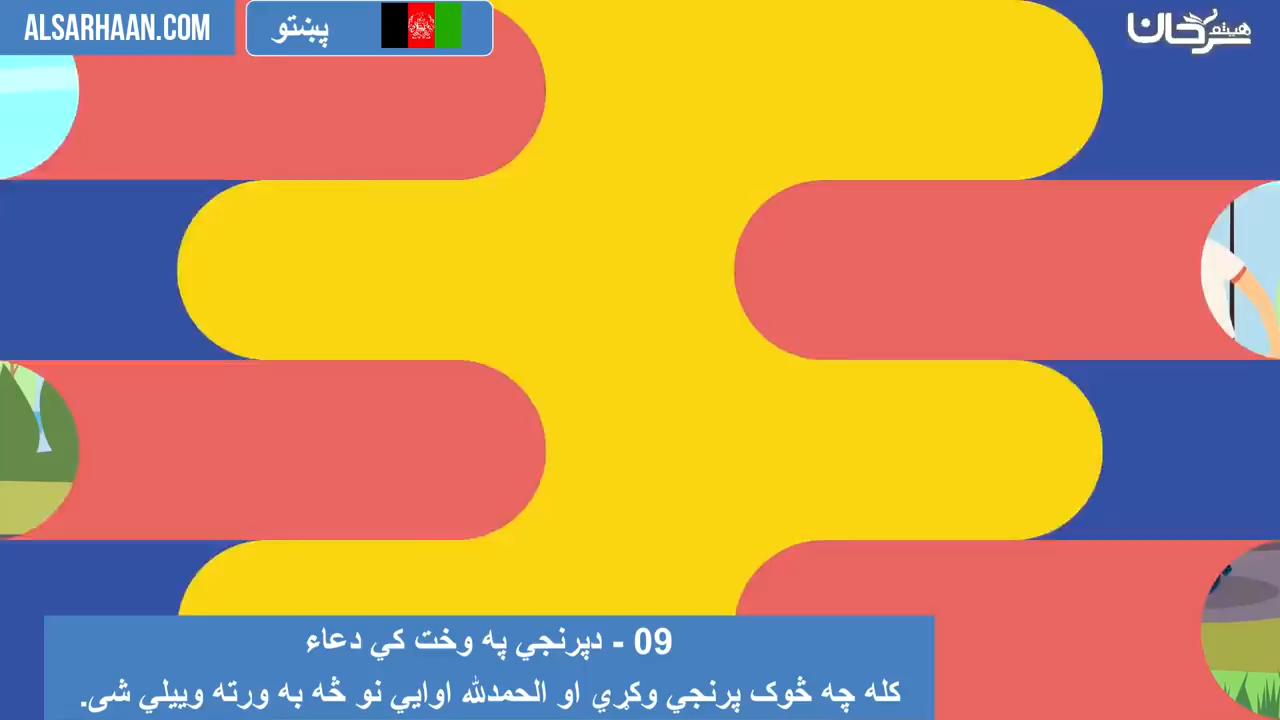 ALSARHAAN.COM
پښتو
هيتم سرحان
09 - دپرنجي په وخت کي دعاء
کله چه څوک پرنجي وکړي او الحمدلله اوايي نو څه به ورته وييلي شی.